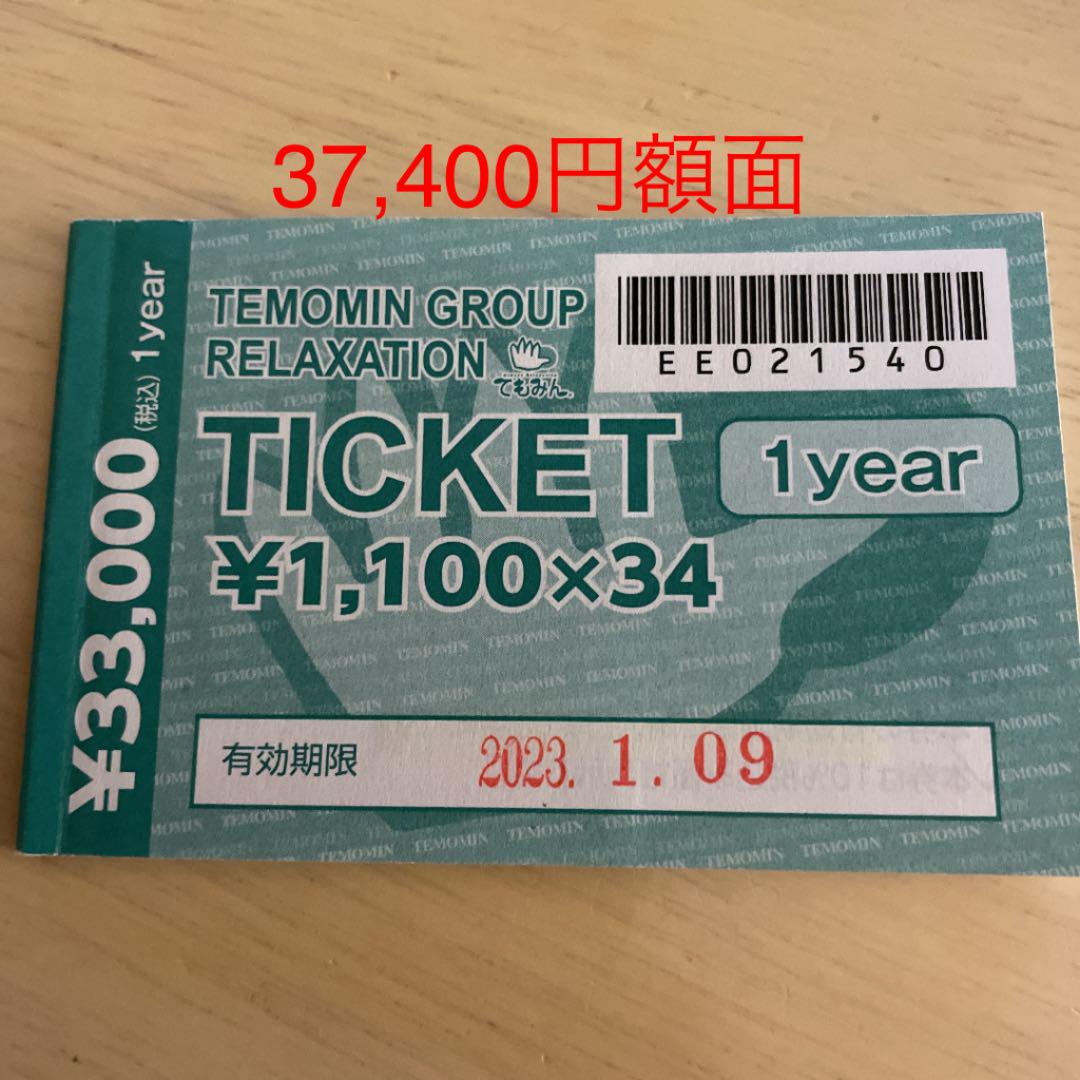 37,400円額面
¥33,000(税込) 1year
TEMOMIN GROUP
RELAXATION
てもみん
EE021540
TICKET
1year
¥1,100×34
有効期限
2023. 1. 09